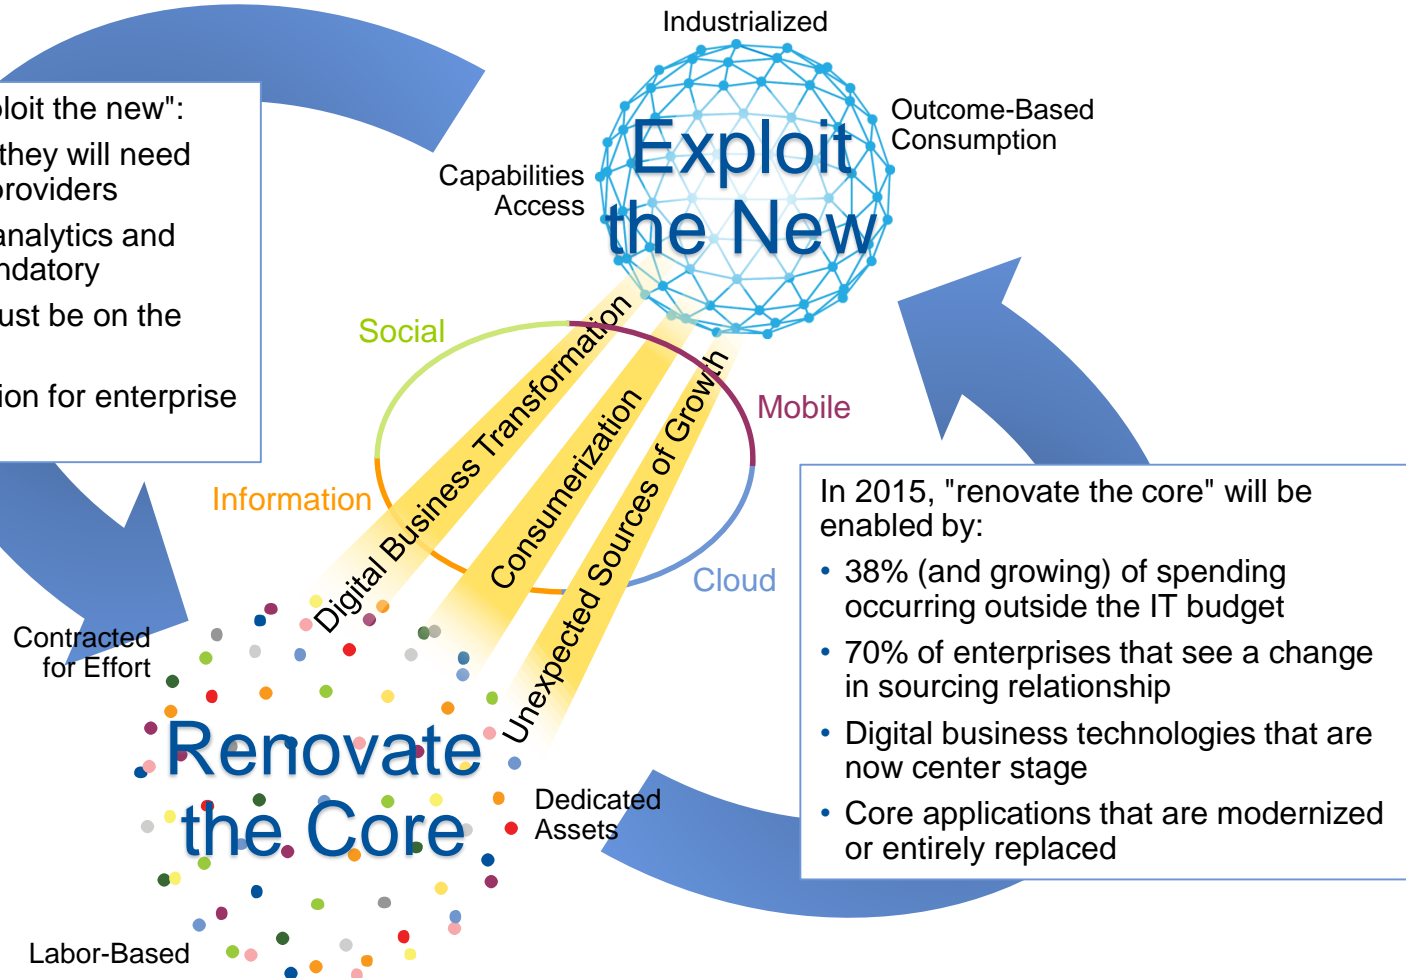 Industrialized
Outcome-Based
Consumption
Capabilities
Access
Exploit
the New
loit the new":
they will need
providers
analytics and
ndatory
ust be on the
ion for enterprise
Social
Mobile
Information
Cloud
Digital Business Transformation
Consumerization
Unexpected Sources of Growth
In 2015, "renovate the core" will be
enabled by:
• 38% (and growing) of spending
occurring outside the IT budget
• 70% of enterprises that see a change
in sourcing relationship
• Digital business technologies that are
now center stage
• Core applications that are modernized
or entirely replaced
Contracted
for Effort
Renovate
the Core
Dedicated
Assets
Labor-Based